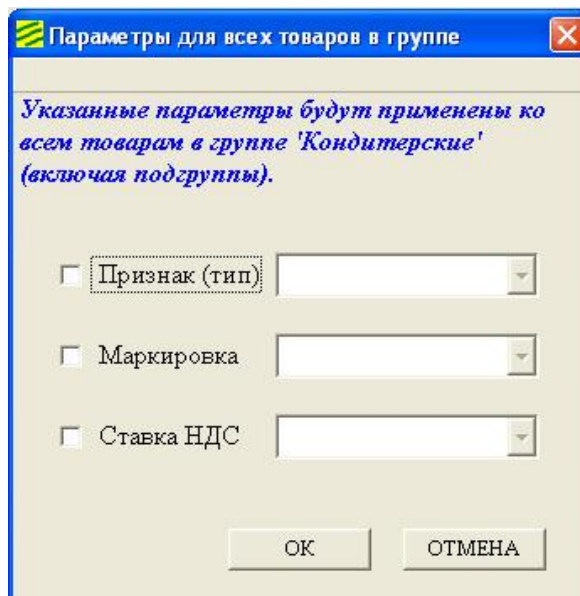 Параметры для всех товаров в группе
Указанные параметры будут применены ко
всем товарам в группе 'Кондитерские'
(включая подгруппы).
Признак (тип)
Маркировка
Ставка НДС
ОК
ОТМЕНА